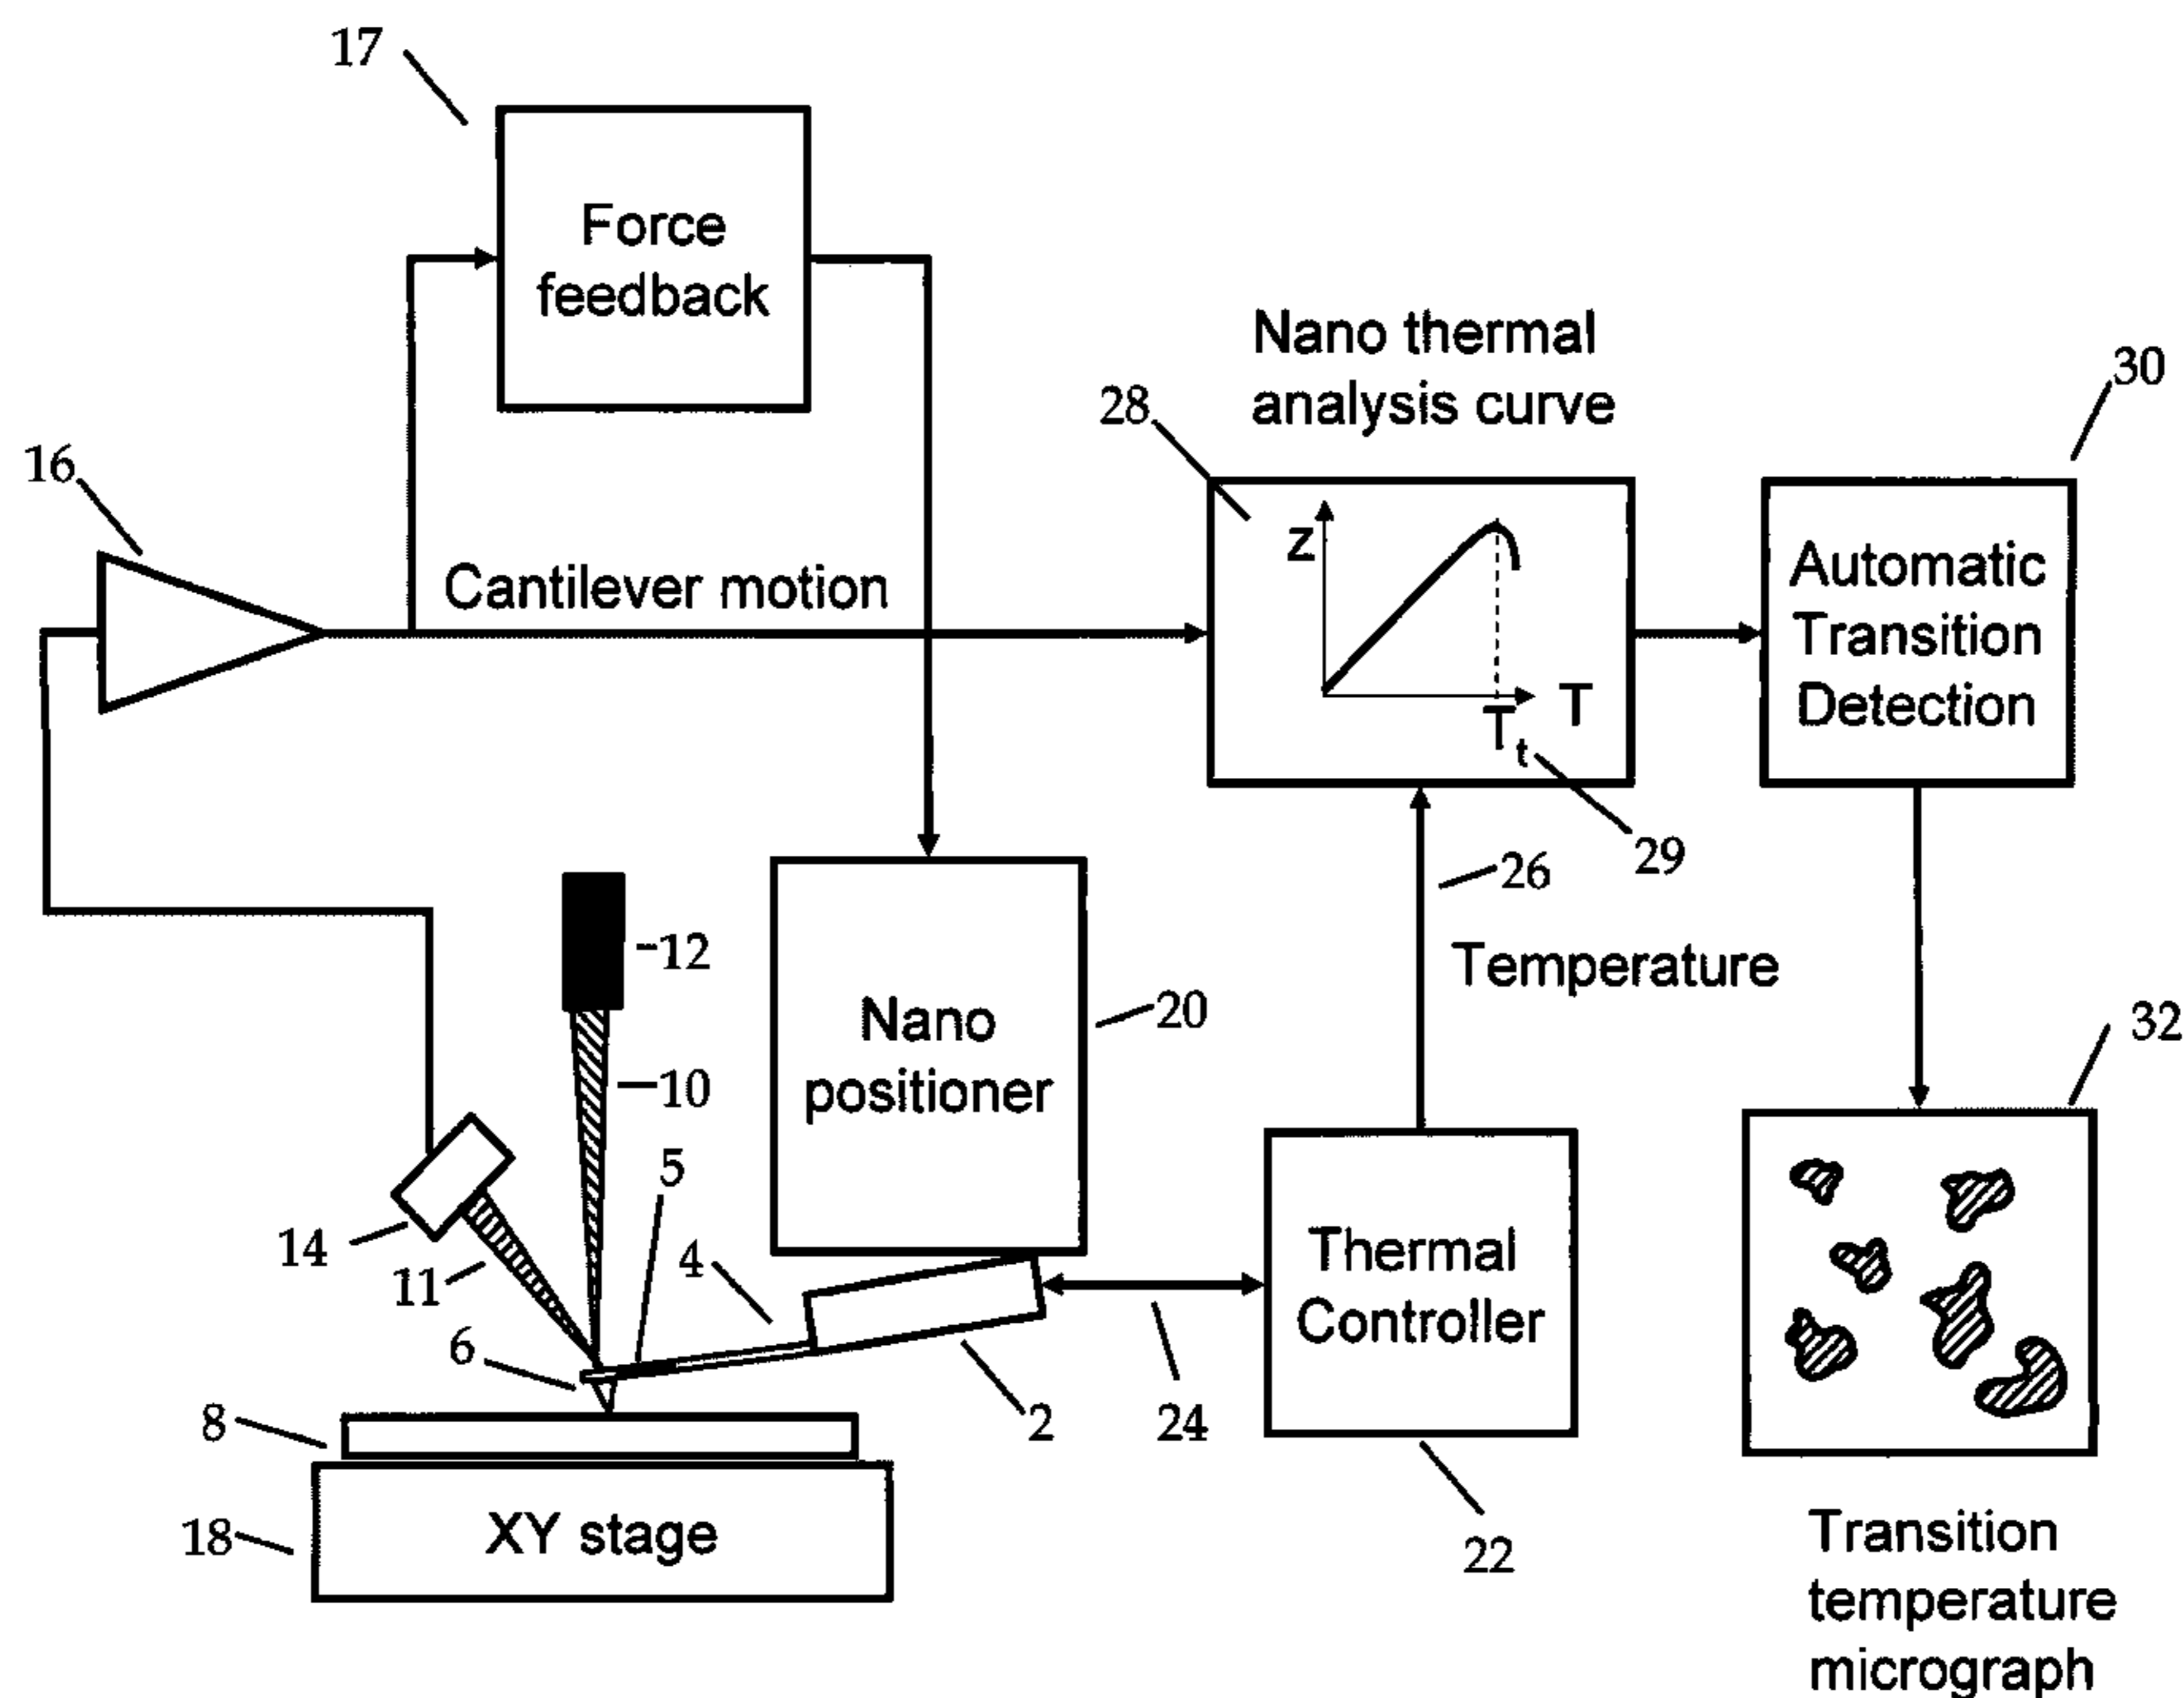 17
Force
feedback
Nano thermal
analysis curve
30
28
16
Z
Automatic
Transition
Detection
Cantilever motion
T
Tt
29
26
12
Temperature
20
Nano
positioner
32
10
5
14
11
4
Thermal
Controller
6
8
2
24
18
XY stage
22
Transition
temperature
micrograph